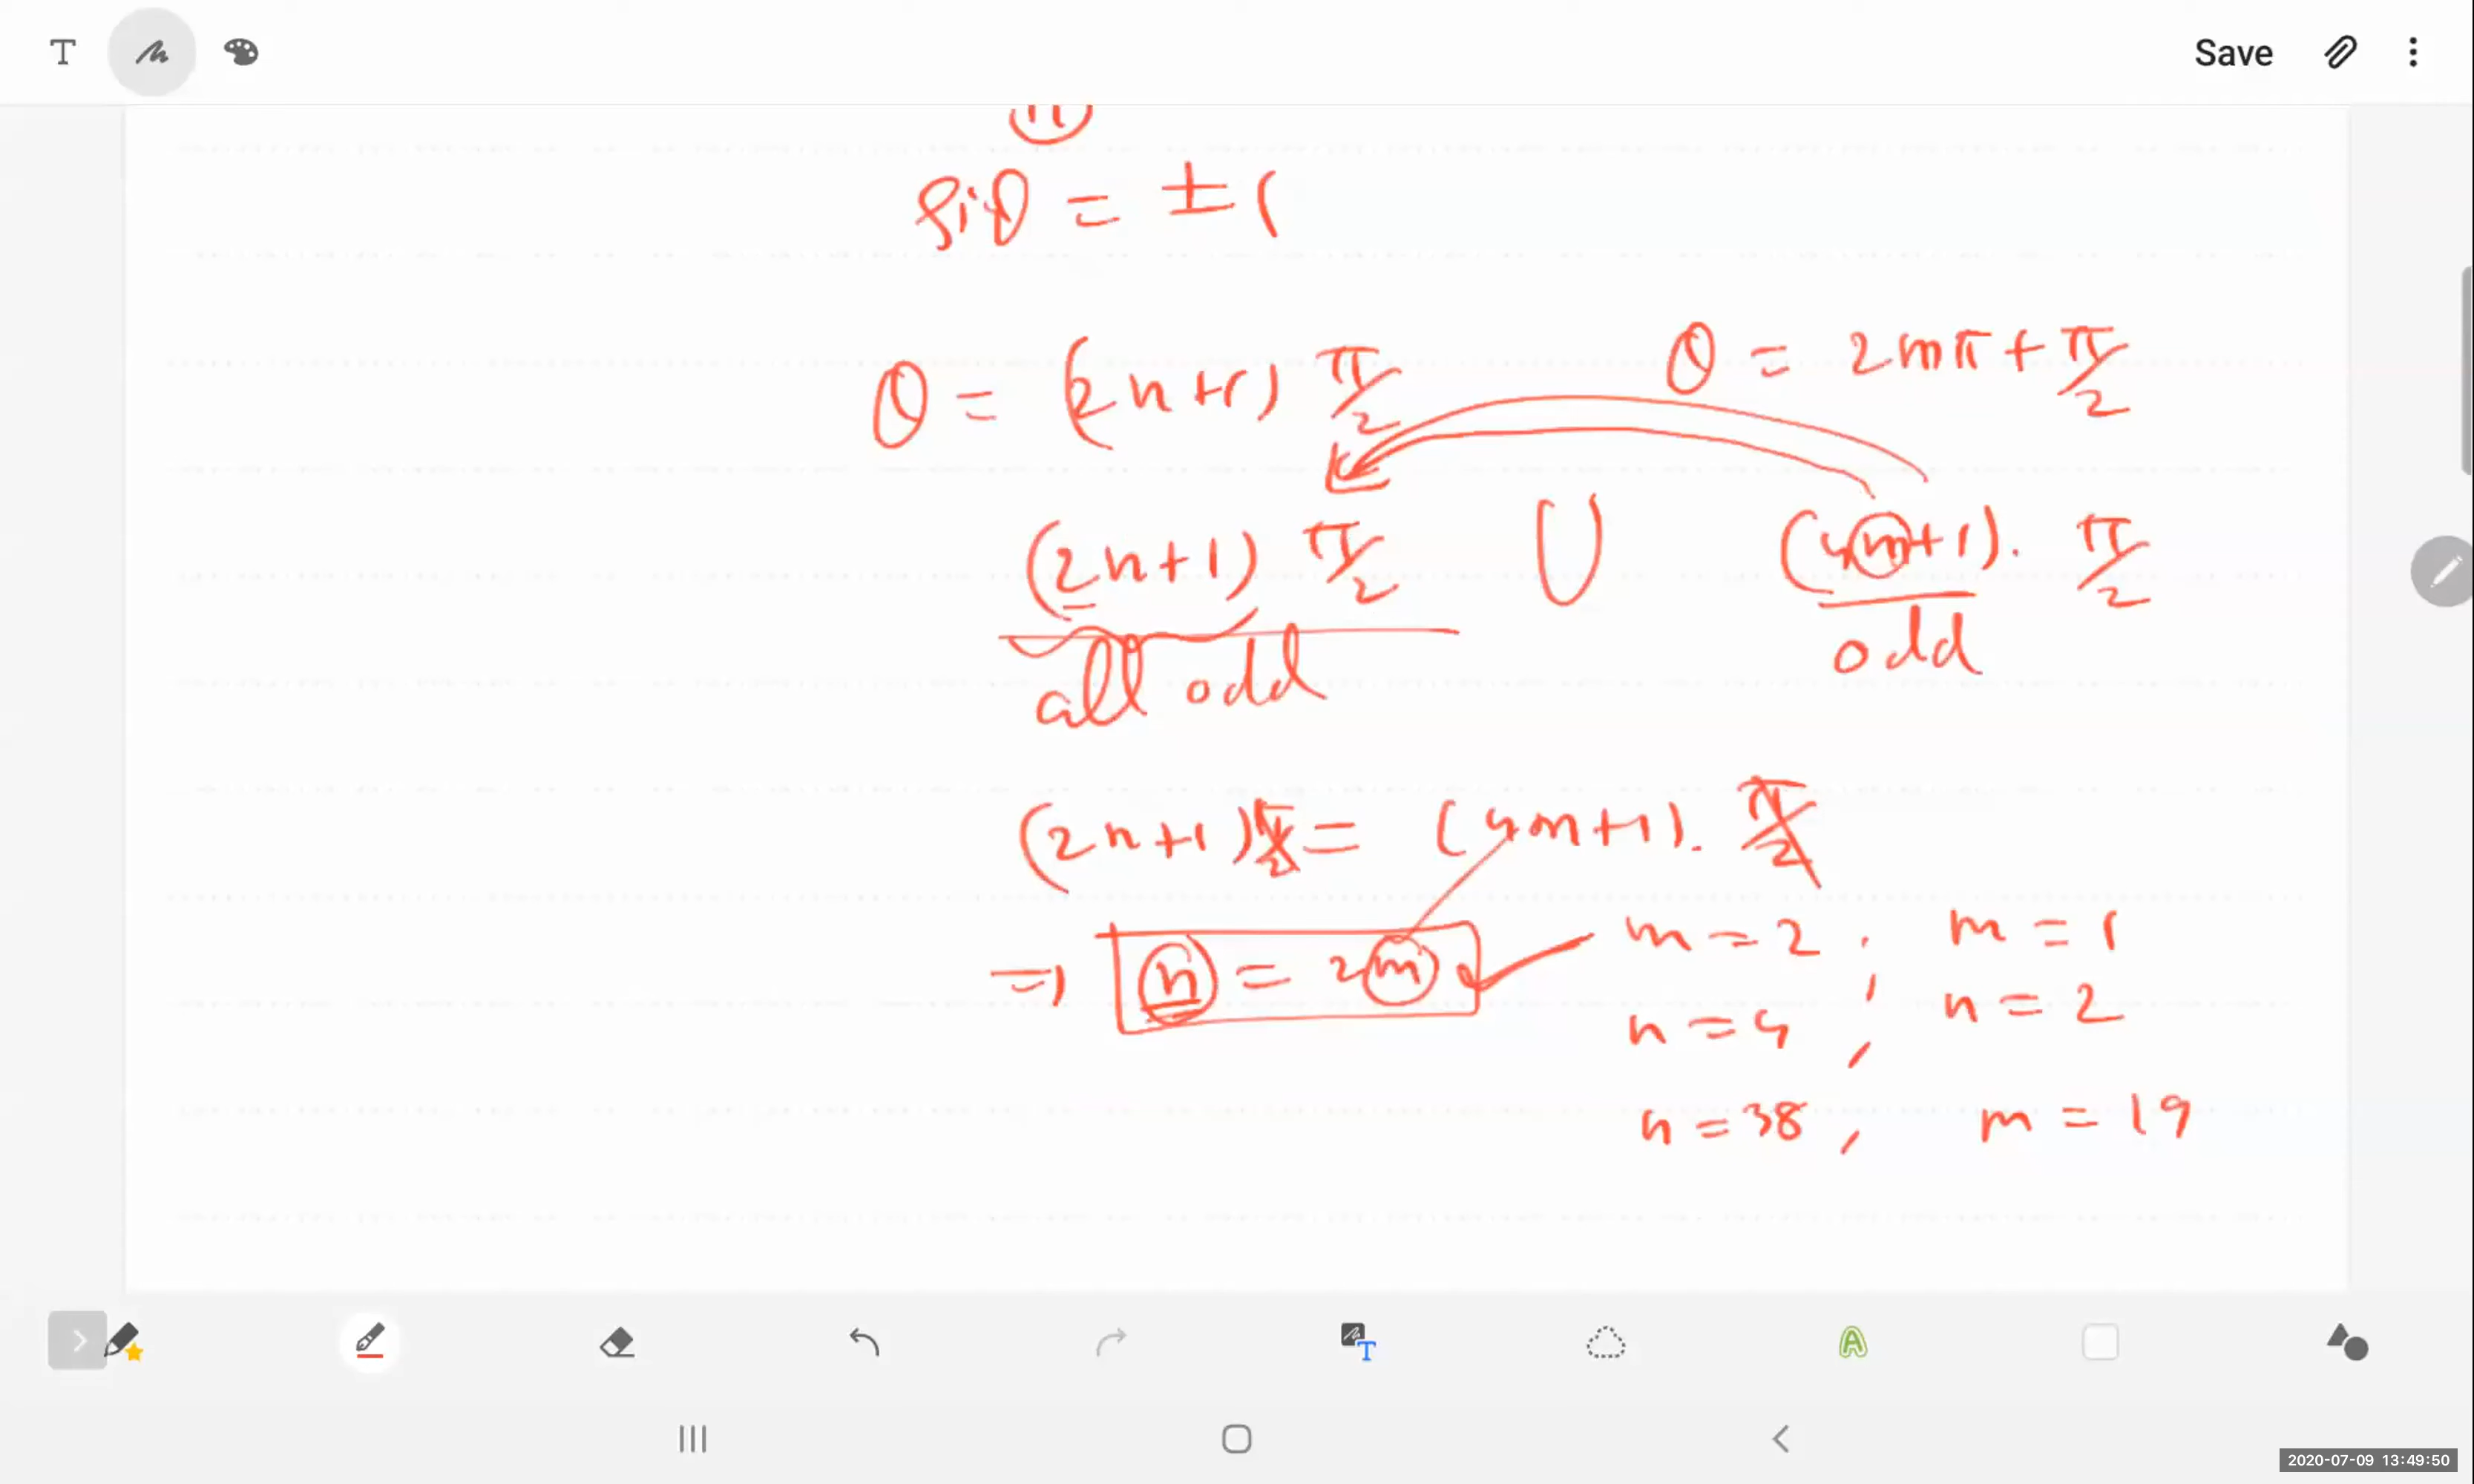 T Save
sinθ = ±1
θ = (2n+1) π/2 θ = 2mπ + π/2
(2n+1) π/2 ∪ (4m+1). π/2
all odd odd
(2n+1) π/2 = (4m+1). π/2
⇒ n = 2m m = 2 ; m = 1
n = 4 , n = 2
n = 38 , m = 19
T A
2020-07-09 13:49:50